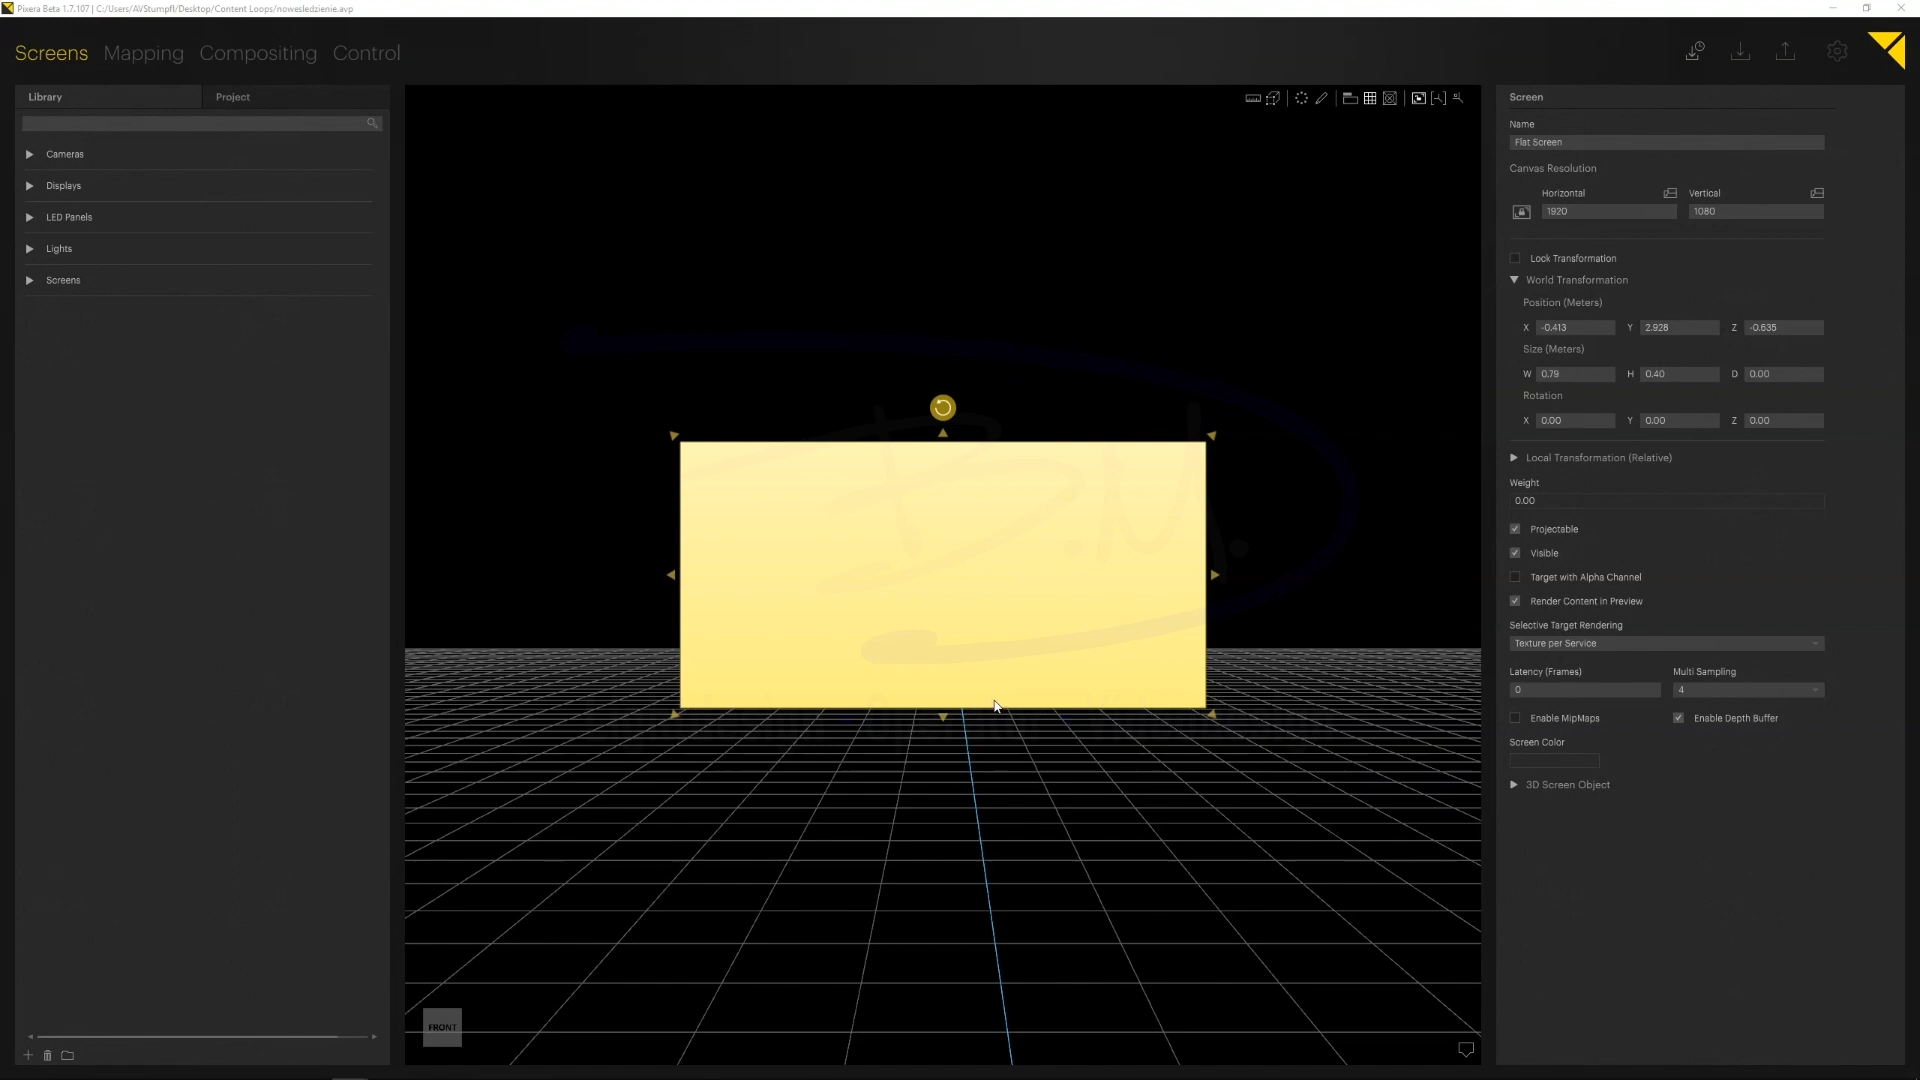 Pixera Beta 1.7.107 | C:/Users/AVStumpfl/Desktop/Content Loops/nowesledzienie.avp
Screens Mapping Compositing Control
Library Project
Cameras
Displays
LED Panels
Lights
Screens
B.M.
FRONT
Screen
Name
Flat Screen
Canvas Resolution
Horizontal Vertical
1920 1080
Lock Transformation
World Transformation
Position (Meters)
X -0.413 Y 2.928 Z -0.635
Size (Meters)
W 0.79 H 0.40 D 0.00
Rotation
X 0.00 Y 0.00 Z 0.00
Local Transformation (Relative)
Weight
0.00
Projectable
Visible
Target with Alpha Channel
Render Content in Preview
Selective Target Rendering
Texture per Service
Latency (Frames) Multi Sampling
0 4
Enable MipMaps Enable Depth Buffer
Screen Color
3D Screen Object